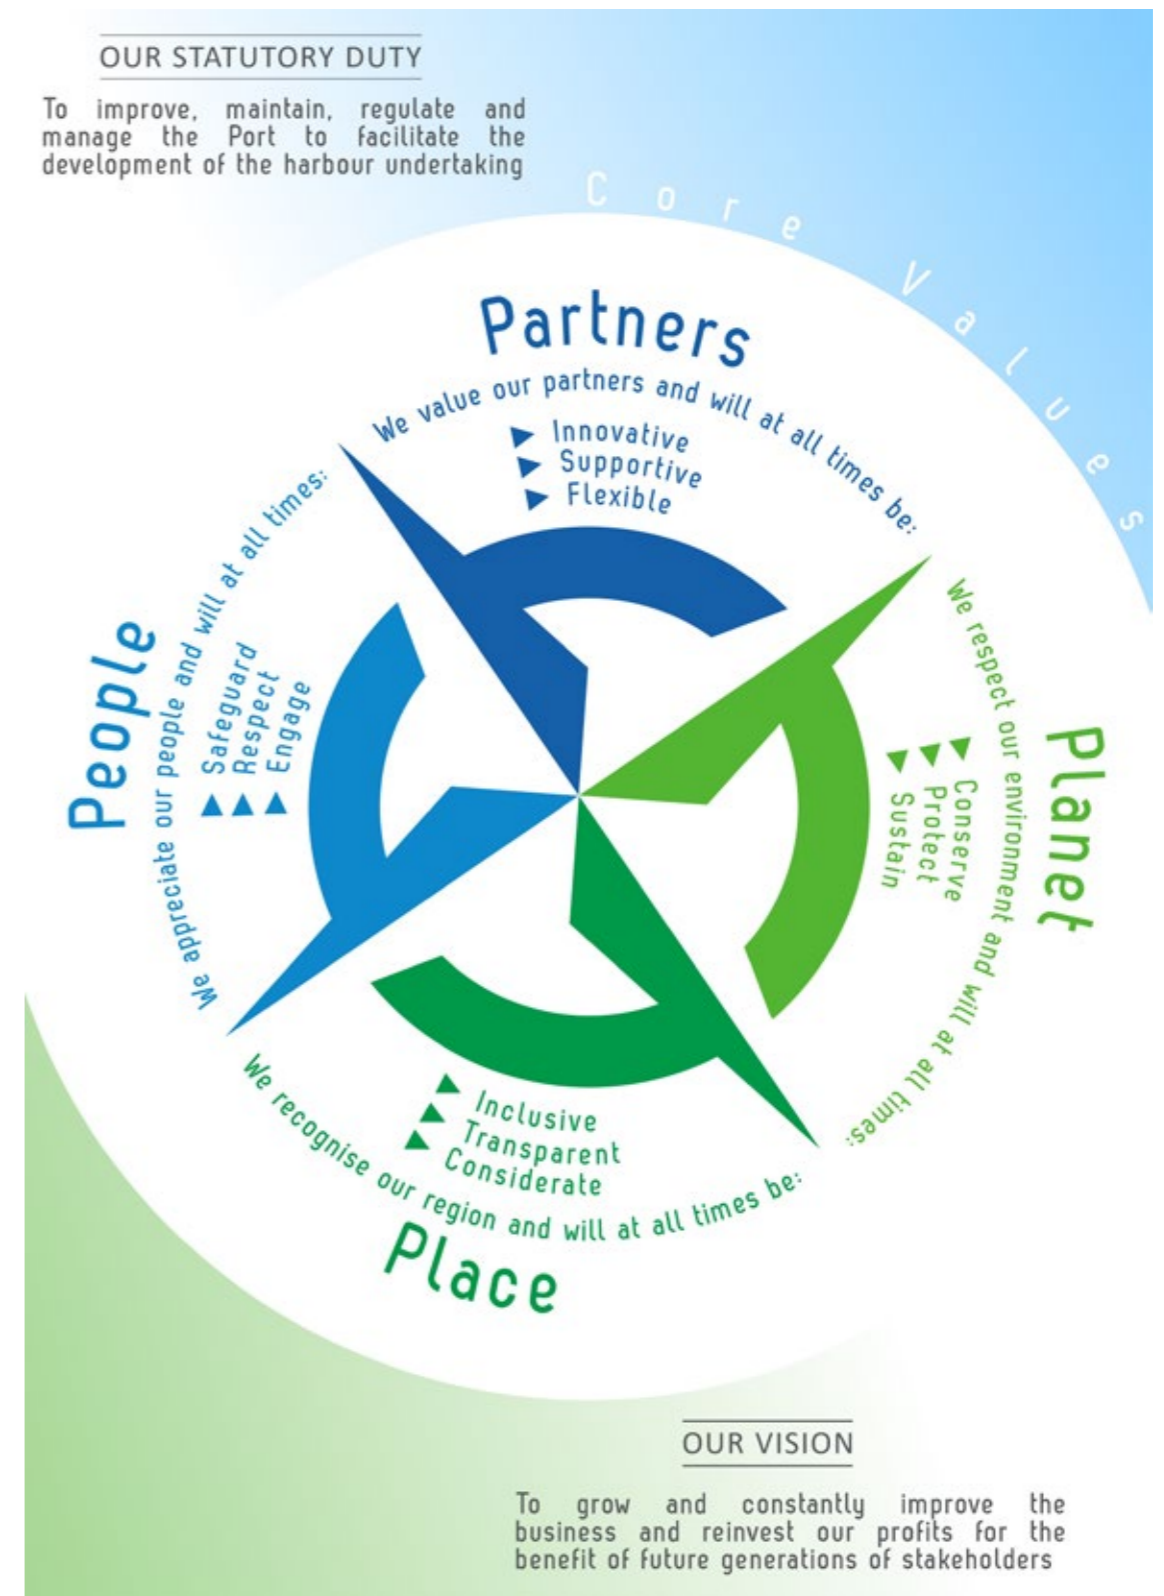 OUR STATUTORY DUTY
To improve, maintain, regulate and
manage the Port to facilitate the
development of the harbour undertaking
Core Values
Partners
We value our partners and will at all times be:
Innovative
Supportive
Flexible
People
We appreciate our people and will at all times:
Safeguard
Respect
Engage
Planet
We respect our environment and will at all times:
Conserve
Protect
Sustain
Inclusive
Transparent
Considerate
We recognise our region and will at all times be:
Place
OUR VISION
To grow and constantly improve the
business and reinvest our profits for the
benefit of future generations of stakeholders